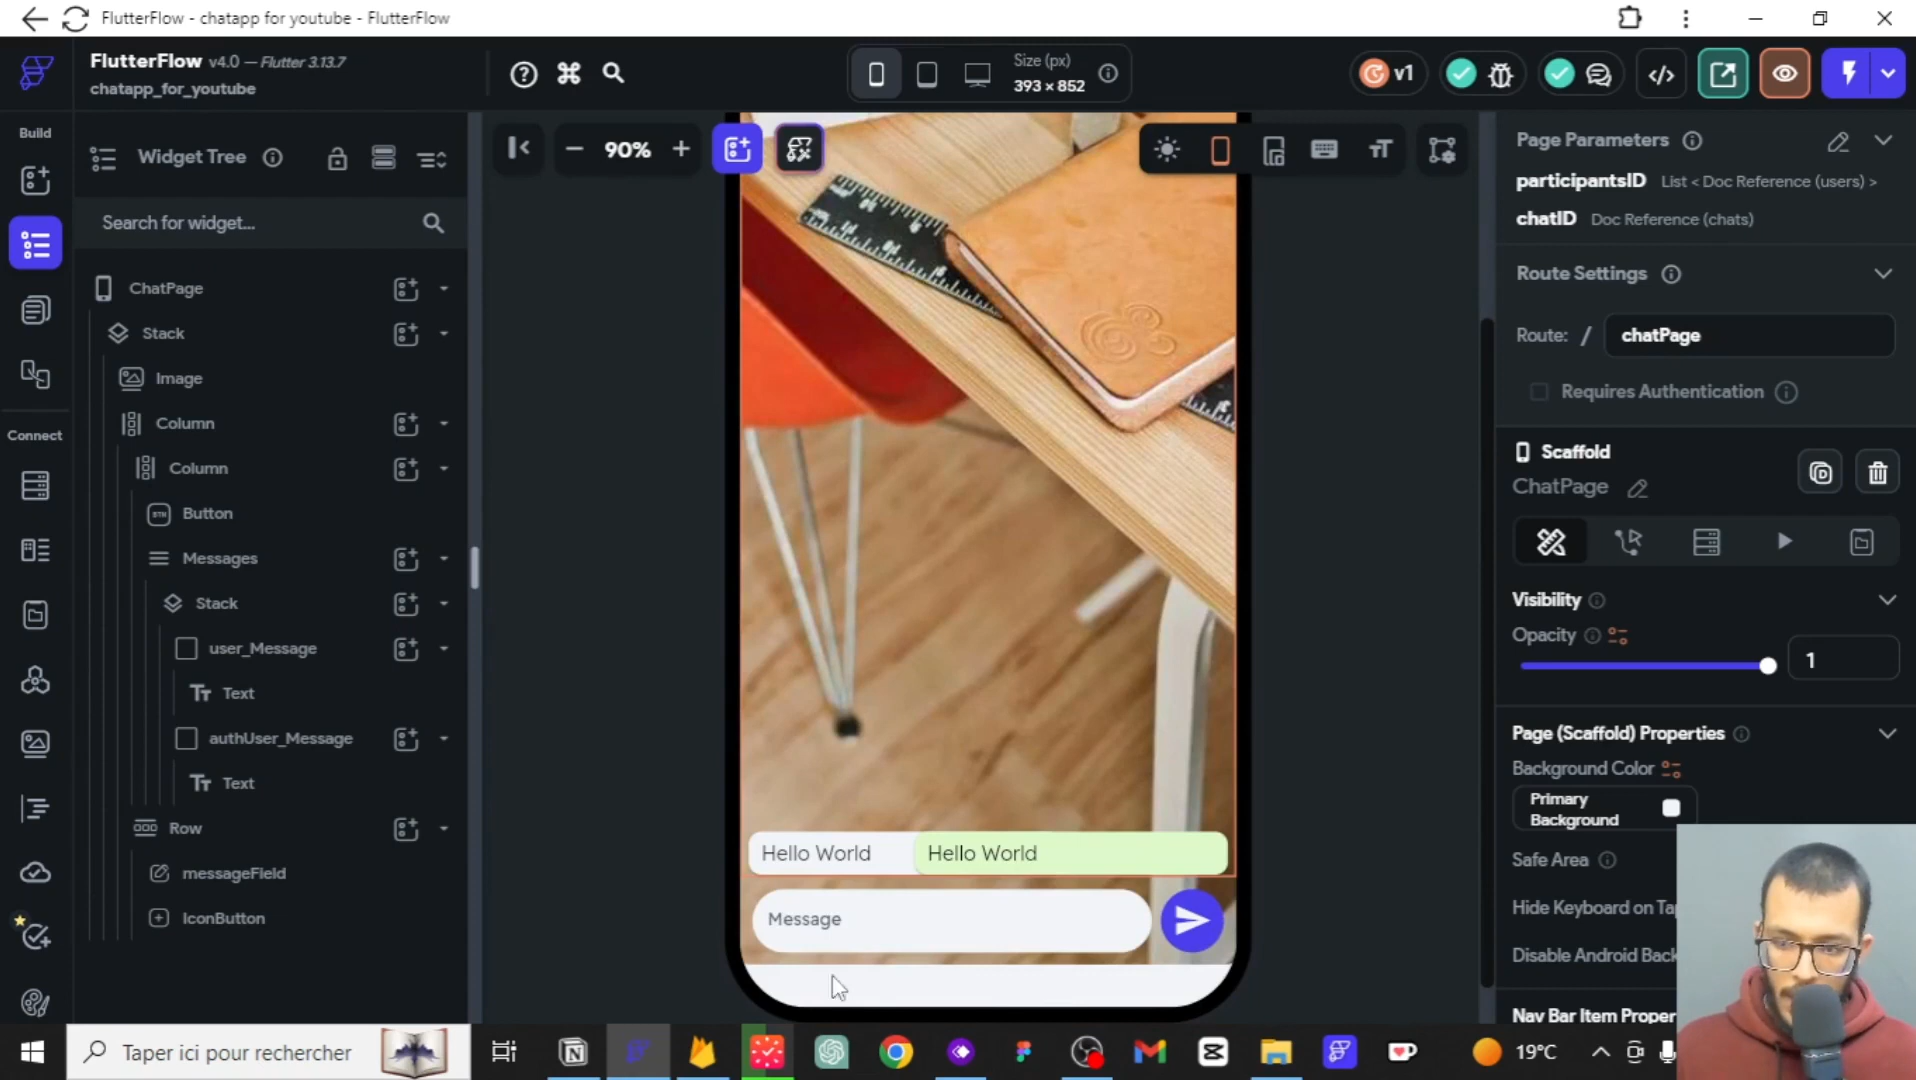 FlutterFlow - chatapp for youtube - FlutterFlow
FlutterFlow v4.0 — Flutter 3.13.7
chatapp_for_youtube
Size (px)
393 × 852
v1
Build
Connect
Widget Tree
Search for widget...
ChatPage
Stack
Image
Column
Column
BTN
Button
Messages
Stack
user_Message
Tt Text
authUser_Message
Tt Text
Row
messageField
IconButton
90%
Hello World
Hello World
Message
Page Parameters
participantsID List < Doc Reference (users) >
chatID Doc Reference (chats)
Route Settings
Route: / chatPage
Requires Authentication
Scaffold
ChatPage
Visibility
Opacity
1
Page (Scaffold) Properties
Background Color
Primary
Background
Safe Area
Hide Keyboard on Ta
Disable Android Back
Nav Bar Item Proper
Taper ici pour rechercher
19°C